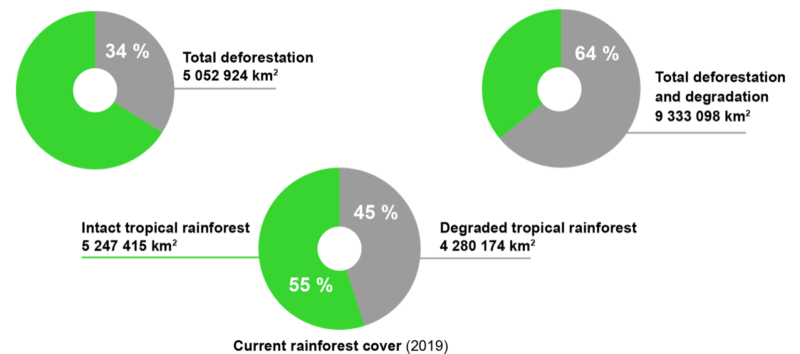 34 %
Total deforestation
5 052 924 km²
64 %
Total deforestation
and degradation
9 333 098 km²
Intact tropical rainforest
5 247 415 km²
45 %
55 %
Degraded tropical rainforest
4 280 174 km²
Current rainforest cover (2019)